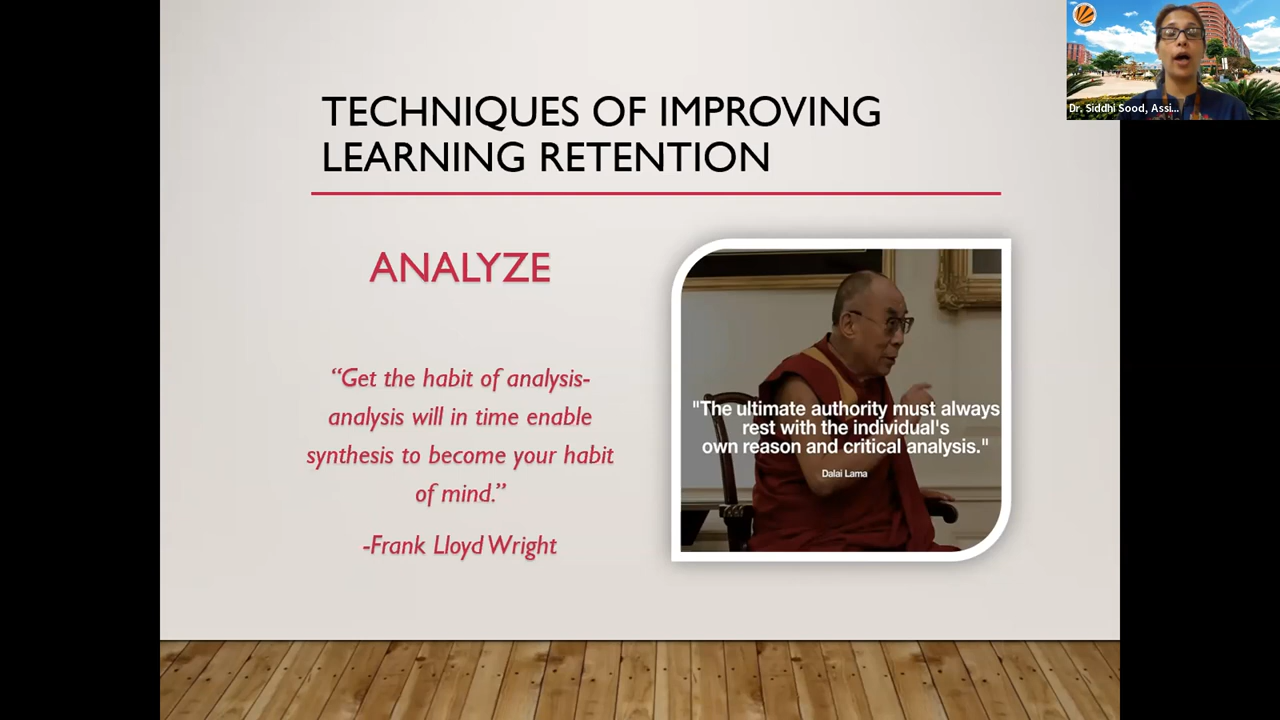 TECHNIQUES OF IMPROVING
LEARNING RETENTION
ANALYZE
“Get the habit of analysis-
analysis will in time enable
synthesis to become your habit
of mind.”
-Frank Lloyd Wright
"The ultimate authority must always
rest with the individual's
own reason and critical analysis."
Dalai Lama
Dr. Siddhi Sood, Assi...